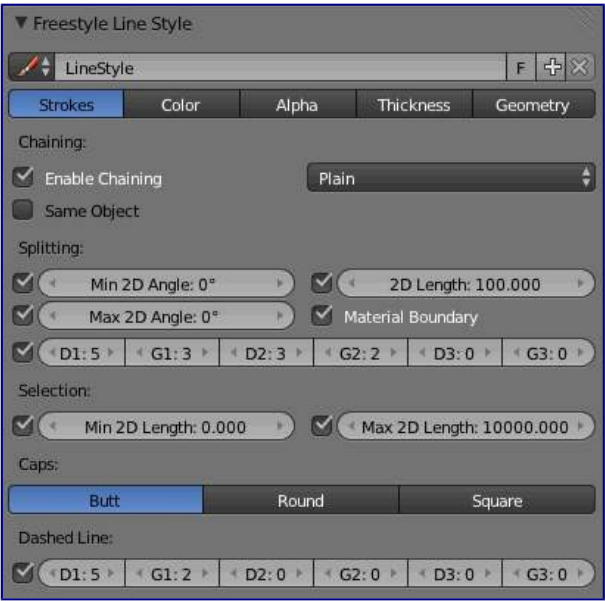 Freestyle Line Style
LineStyle F
Strokes Color Alpha Thickness Geometry
Chaining:
Enable Chaining Plain
Same Object
Splitting:
Min 2D Angle: 0° 2D Length: 100.000
Max 2D Angle: 0° Material Boundary
D1: 5 G1: 3 D2: 3 G2: 2 D3: 0 G3: 0
Selection:
Min 2D Length: 0.000 Max 2D Length: 10000.000
Caps:
Butt Round Square
Dashed Line:
D1: 5 G1: 2 D2: 0 G2: 0 D3: 0 G3: 0